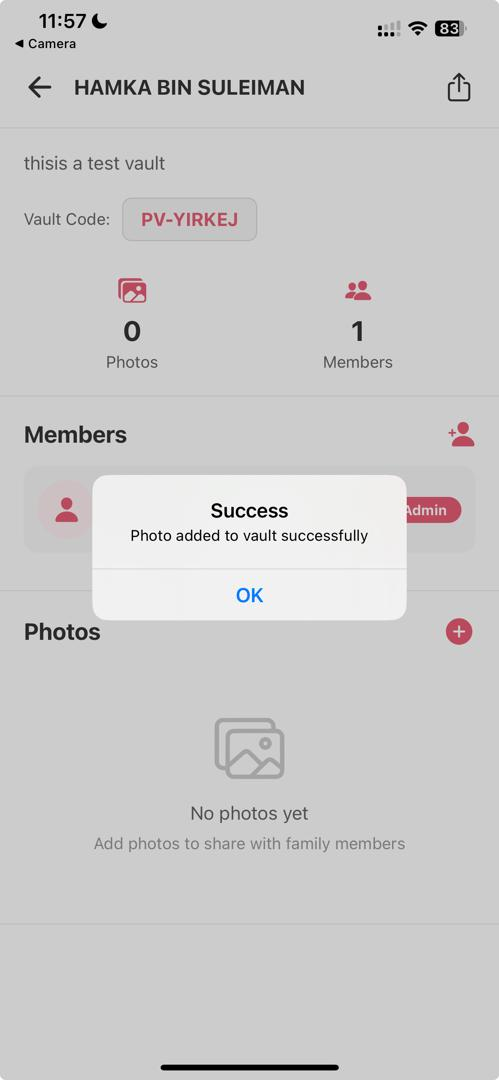 11:57
◀ Camera
83
HAMKA BIN SULEIMAN
thisis a test vault
Vault Code: PV-YIRKEJ
0 1
Photos Members
Members
Admin
Success
Photo added to vault successfully
OK
Photos
No photos yet
Add photos to share with family members